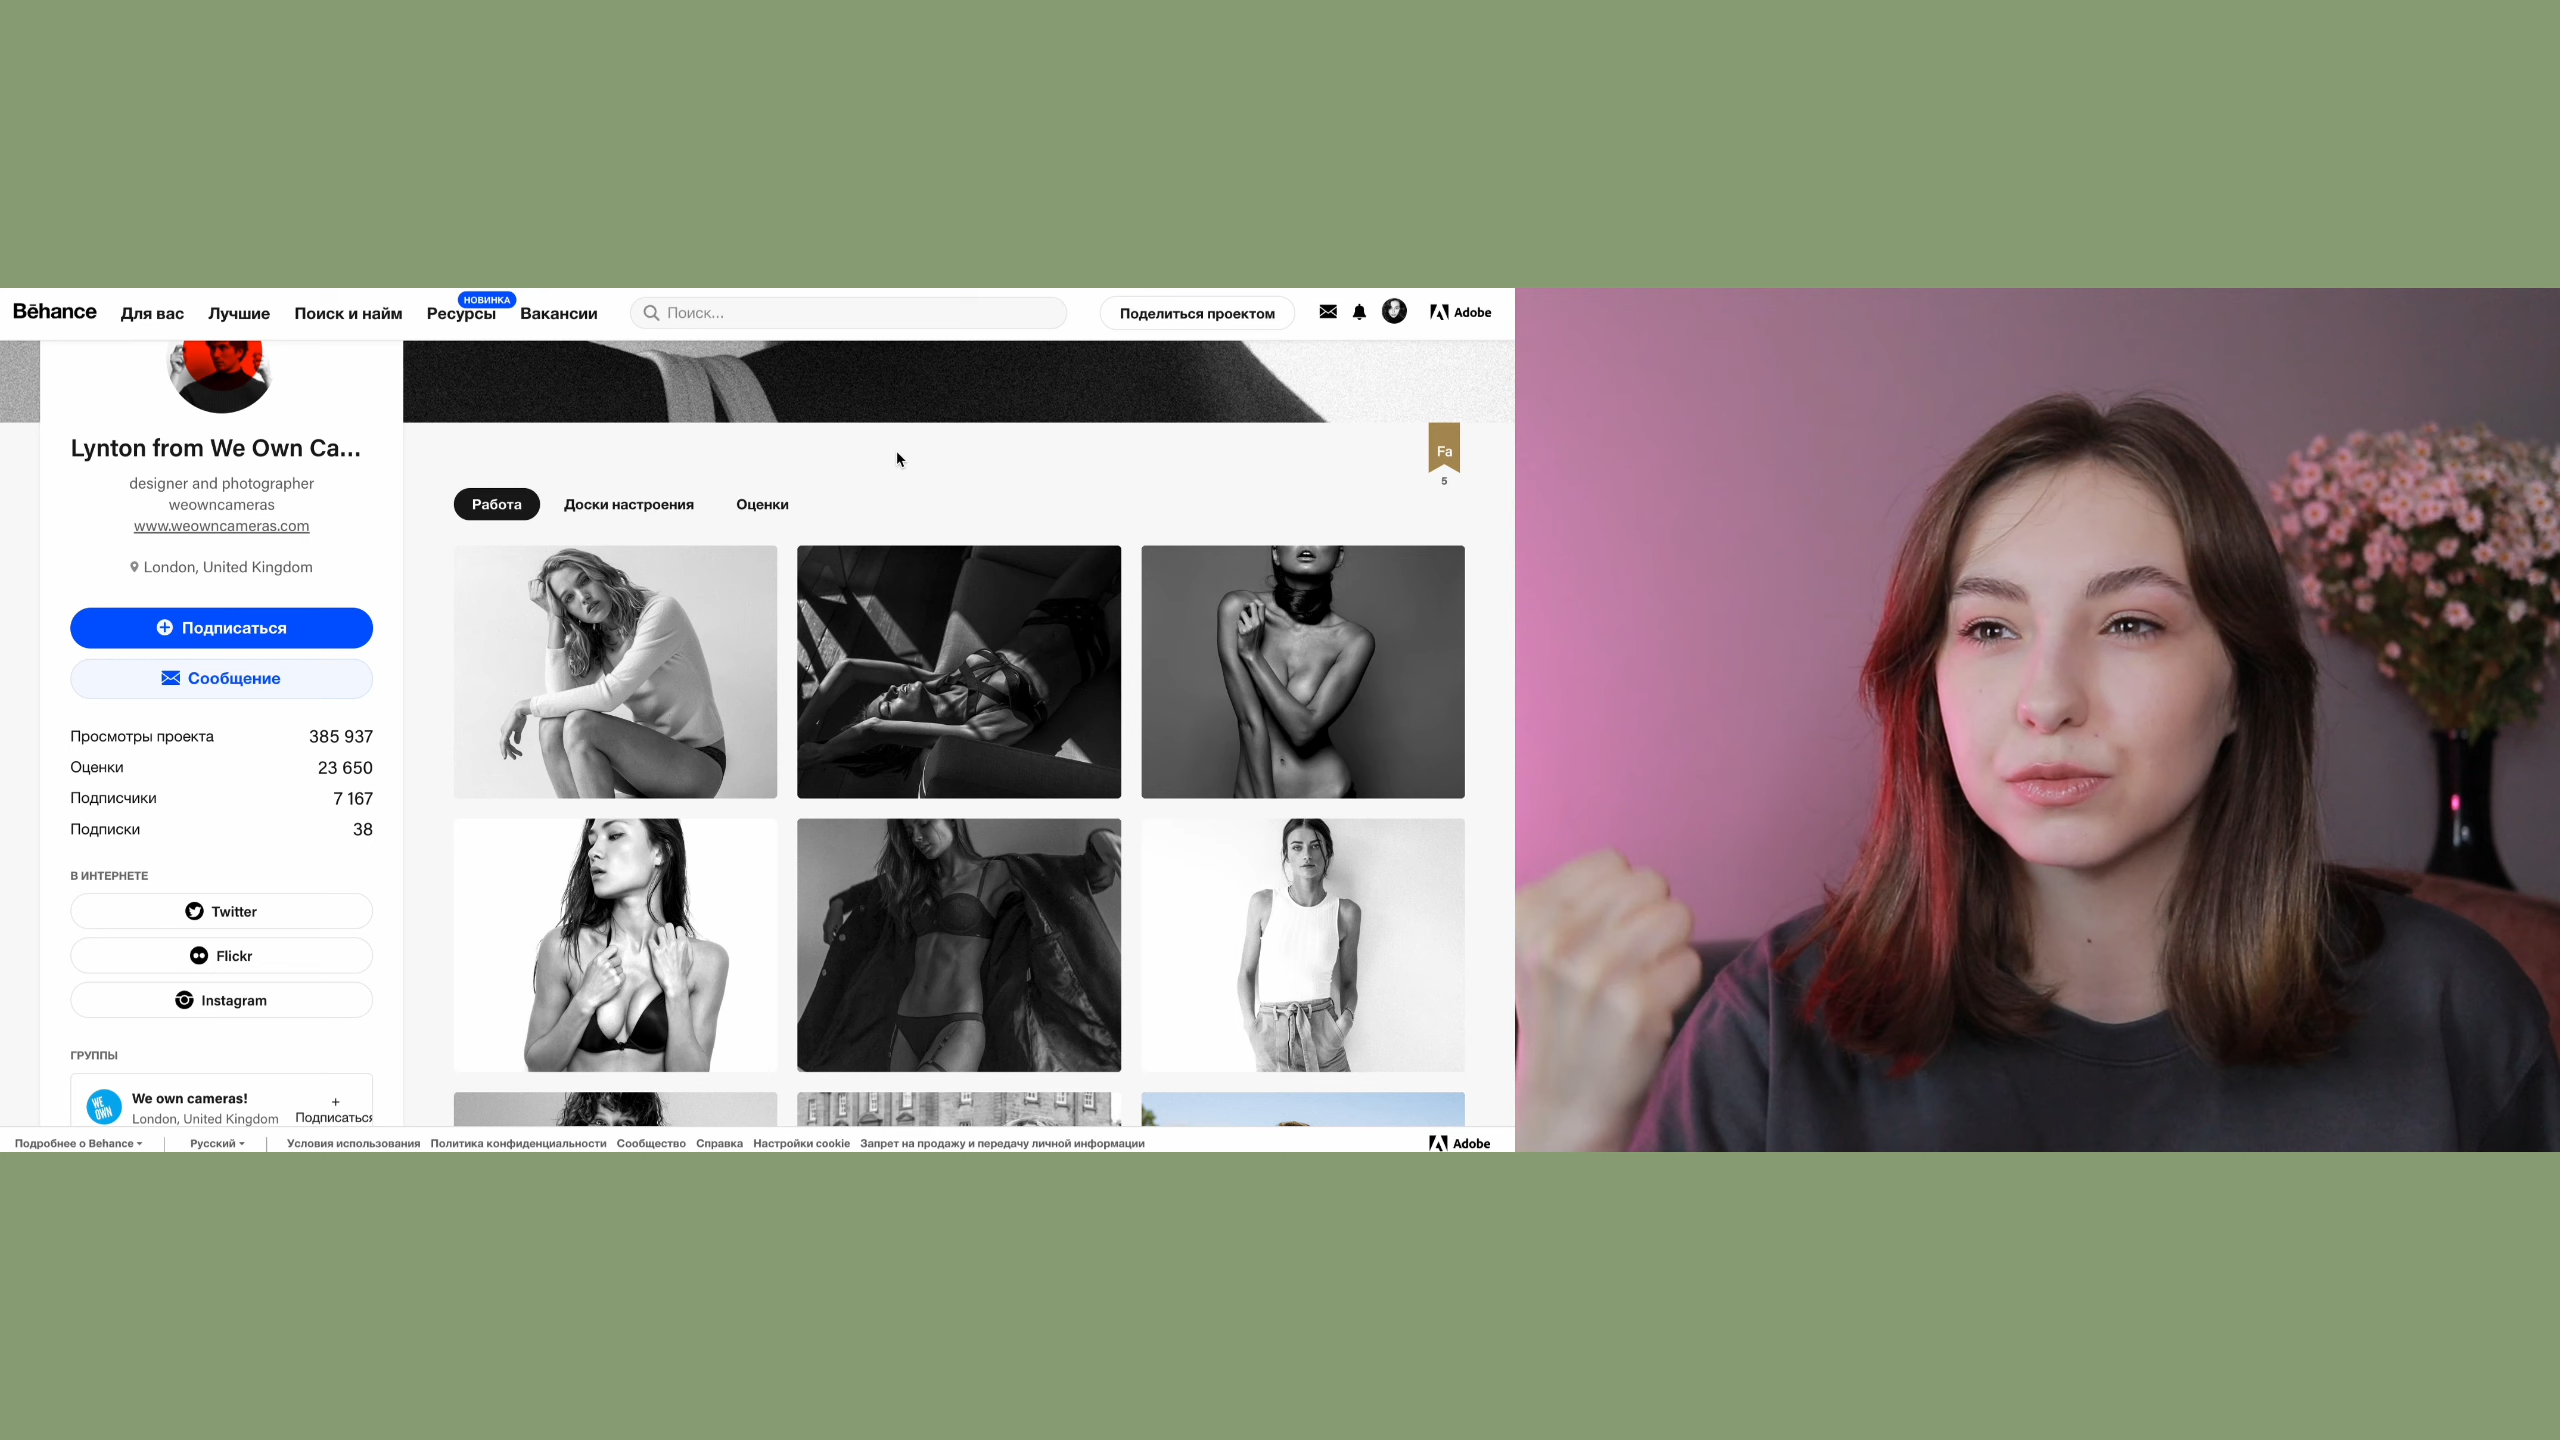 Bēhance Для вас Лучшие Поиск и найм Ресурсы НОВИНКА Вакансии Поиск... Поделиться проектом Adobe
Lynton from We Own Ca...
designer and photographer
weowncameras
www.weowncameras.com
London, United Kingdom
Подписаться
Сообщение
Просмотры проекта 385 937
Оценки 23 650
Подписчики 7 167
Подписки 38
В ИНТЕРНЕТЕ
Twitter
Flickr
Instagram
ГРУППЫ
WE OWN
We own cameras!
London, United Kingdom
+
Подписаться
Fa
5
Работа Доски настроения Оценки
Подробнее о Behance Русский Условия использования Политика конфиденциальности Сообщество Справка Настройки cookie Запрет на продажу и передачу личной информации Adobe